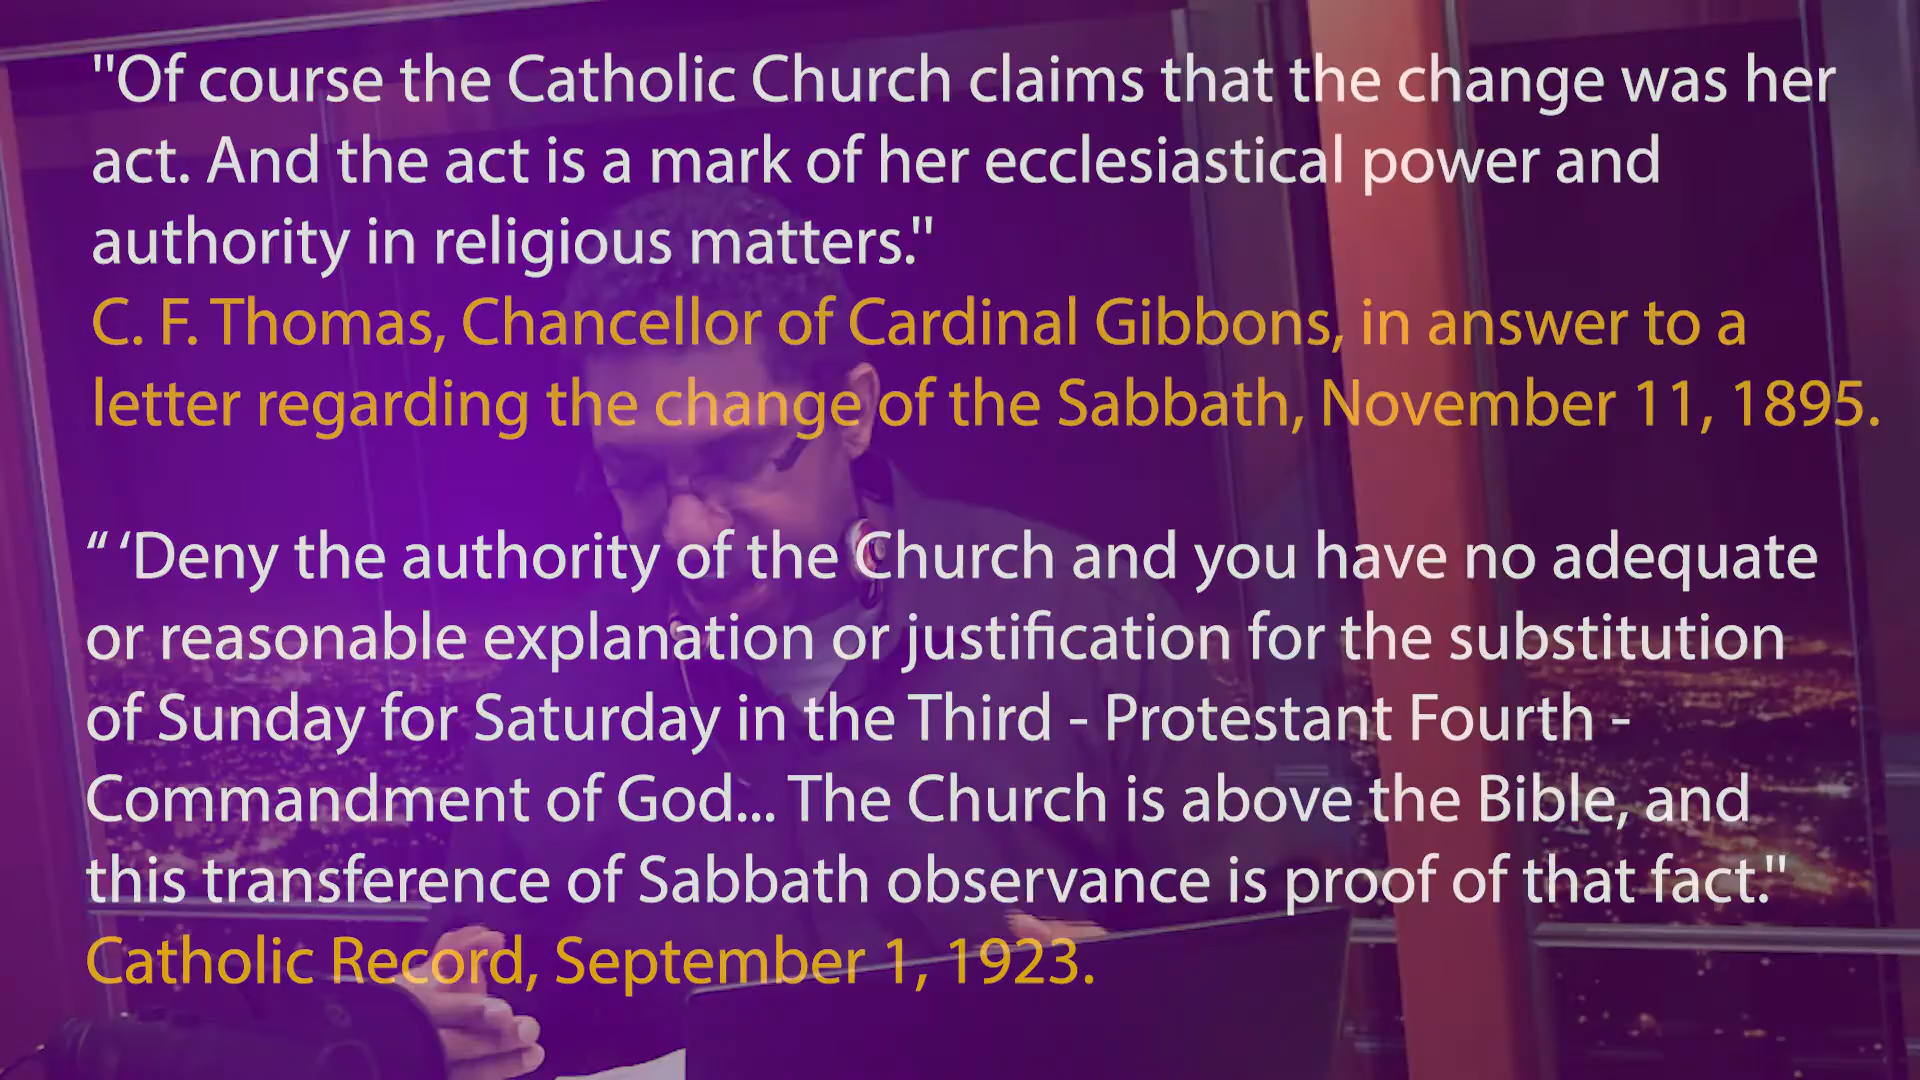 "Of course the Catholic Church claims that the change was her
act. And the act is a mark of her ecclesiastical power and
authority in religious matters."
C. F. Thomas, Chancellor of Cardinal Gibbons, in answer to a
letter regarding the change of the Sabbath, November 11, 1895.
“ ‘Deny the authority of the Church and you have no adequate
or reasonable explanation or justification for the substitution
of Sunday for Saturday in the Third - Protestant Fourth -
Commandment of God... The Church is above the Bible, and
this transference of Sabbath observance is proof of that fact."
Catholic Record, September 1, 1923.